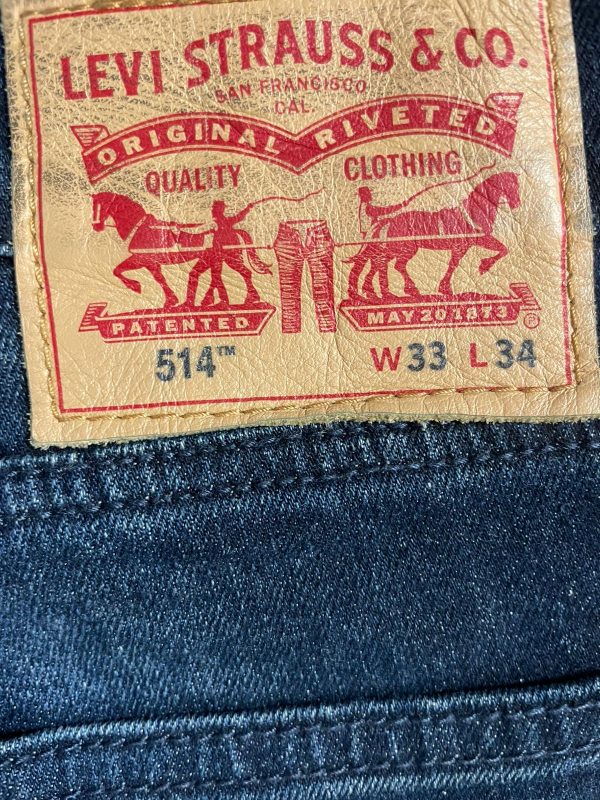 LEVI STRAUSS & CO.
SAN FRANCISCO
CAL.
ORIGINAL RIVETED
QUALITY CLOTHING
PATENTED MAY 20 1873 ®
514™ W33 L34